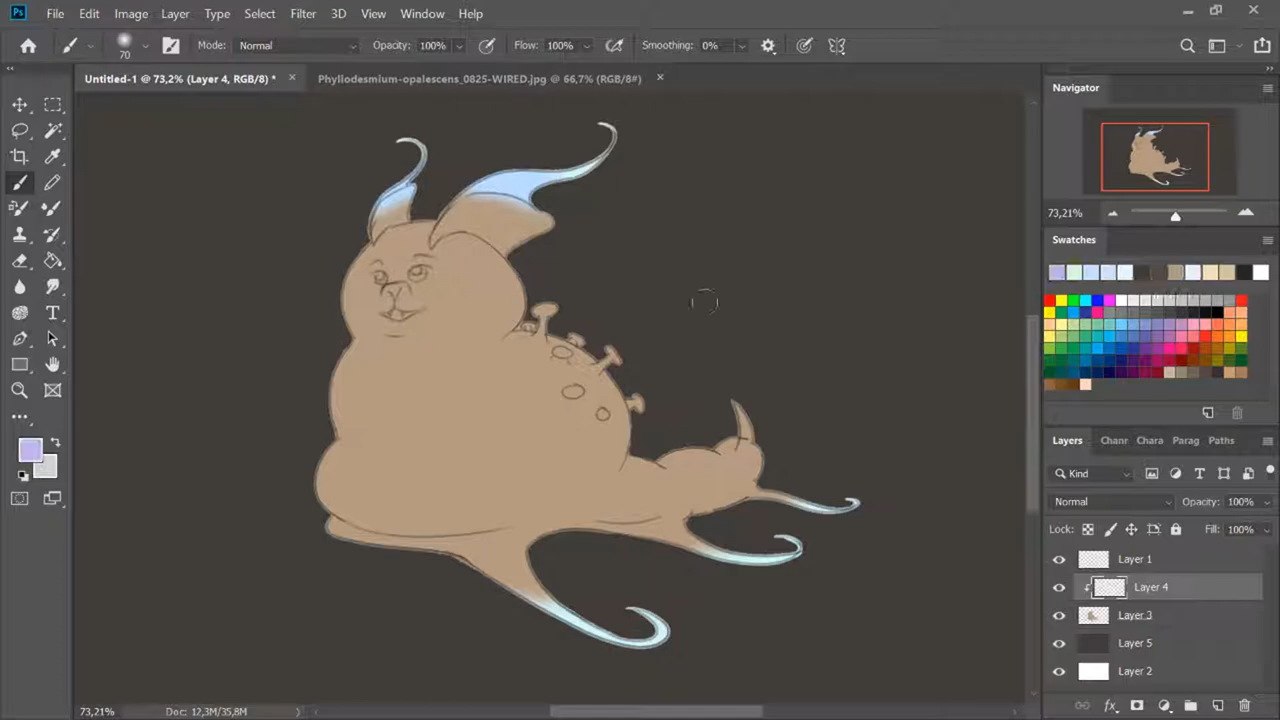 Ps File Edit Image Layer Type Select Filter 3D View Window Help
70 Mode: Normal Opacity: 100% Flow: 100% Smoothing: 0%
Untitled-1 @ 73,2% (Layer 4, RGB/8) * Phyllodesmium-opalescens_0825-WIRED.jpg @ 66,7% (RGB/8#)
Navigator
73,21%
Swatches
Layers Channr Chara Parag Paths
Kind
Normal Opacity: 100%
Lock: Fill: 100%
Layer 1
Layer 4
Layer 3
Layer 5
Layer 2
73,21% Doc: 12,3M/35,8M